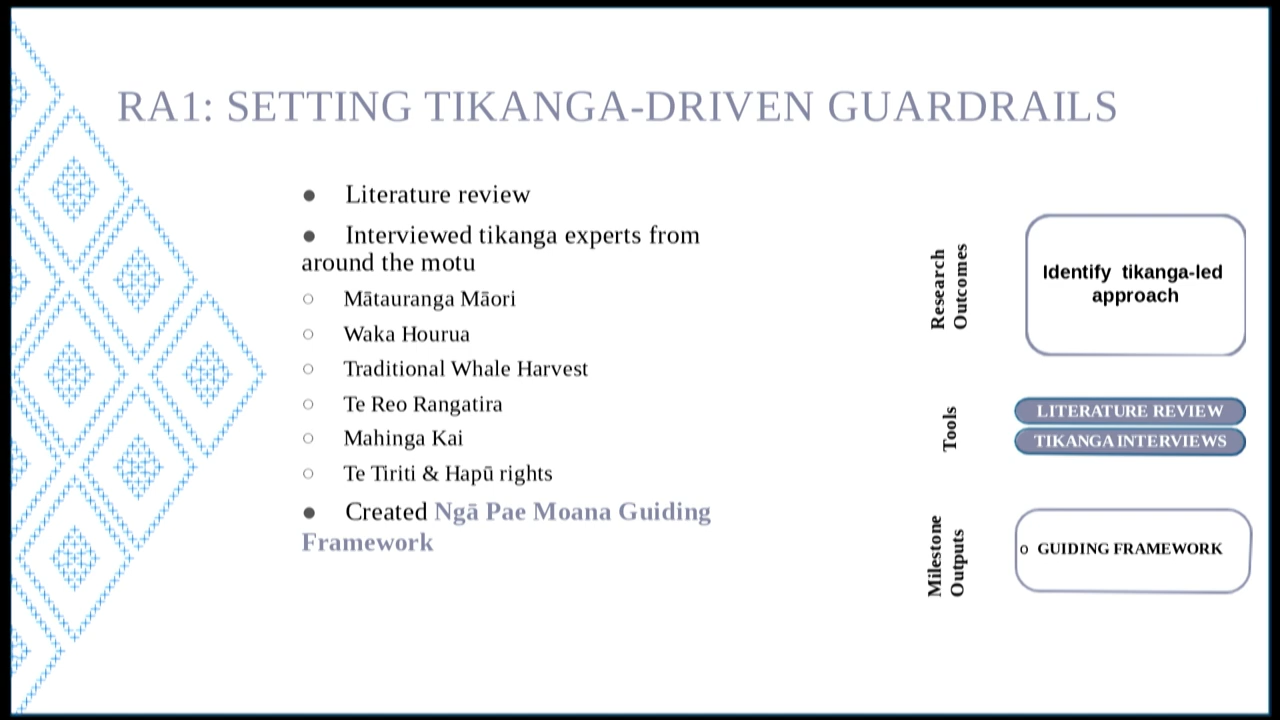 RA1: SETTING TIKANGA-DRIVEN GUARDRAILS
● Literature review
● Interviewed tikanga experts from
around the motu
○ Mātauranga Māori
○ Waka Hourua
○ Traditional Whale Harvest
○ Te Reo Rangatira
○ Mahinga Kai
○ Te Tiriti & Hapū rights
● Created Ngā Pae Moana Guiding
Framework
Research
Outcomes
Identify tikanga-led
approach
Tools
LITERATURE REVIEW
TIKANGA INTERVIEWS
Milestone
Outputs
o GUIDING FRAMEWORK